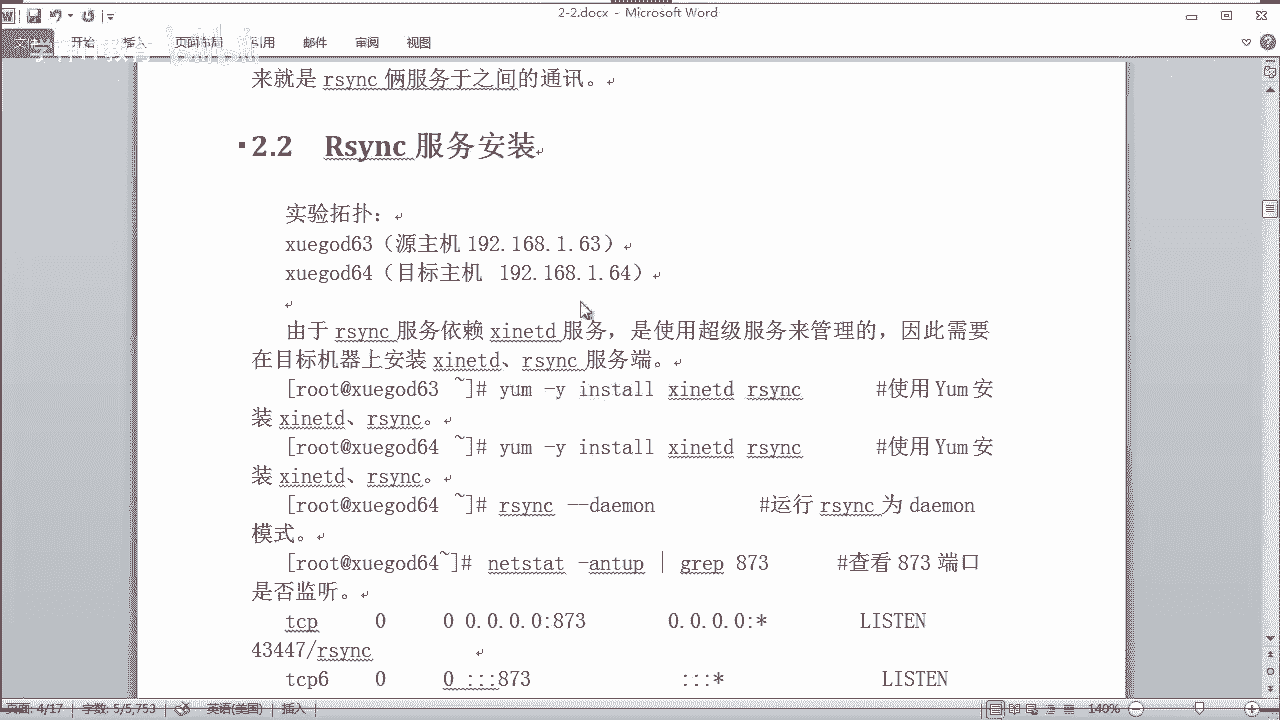 2-2.docx - Microsoft Word
开始 插入 页面布局 引用 邮件 审阅 视图
来就是 rsync 俩服务于之间的通讯。
2.2 Rsync 服务安装
实验拓扑：
xuegod63（源主机 192.168.1.63）
xuegod64（目标主机 192.168.1.64）
由于 rsync 服务依赖 xinetd 服务，是使用超级服务来管理的，因此需要
在目标机器上安装 xinetd、rsync 服务端。
[root@xuegod63 ~]# yum -y install xinetd rsync #使用 Yum 安
装 xinetd、rsync。
[root@xuegod64 ~]# yum -y install xinetd rsync #使用 Yum 安
装 xinetd、rsync。
[root@xuegod64 ~]# rsync --daemon #运行 rsync 为 daemon
模式。
[root@xuegod64~]# netstat -antup | grep 873 #查看 873 端口
是否监听。
tcp 0 0 0.0.0.0:873 0.0.0.0:* LISTEN
43447/rsync
tcp6 0 0 :::873 :::* LISTEN
页面: 4/17 字数: 5/5,753 英语(美国) 插入 140%